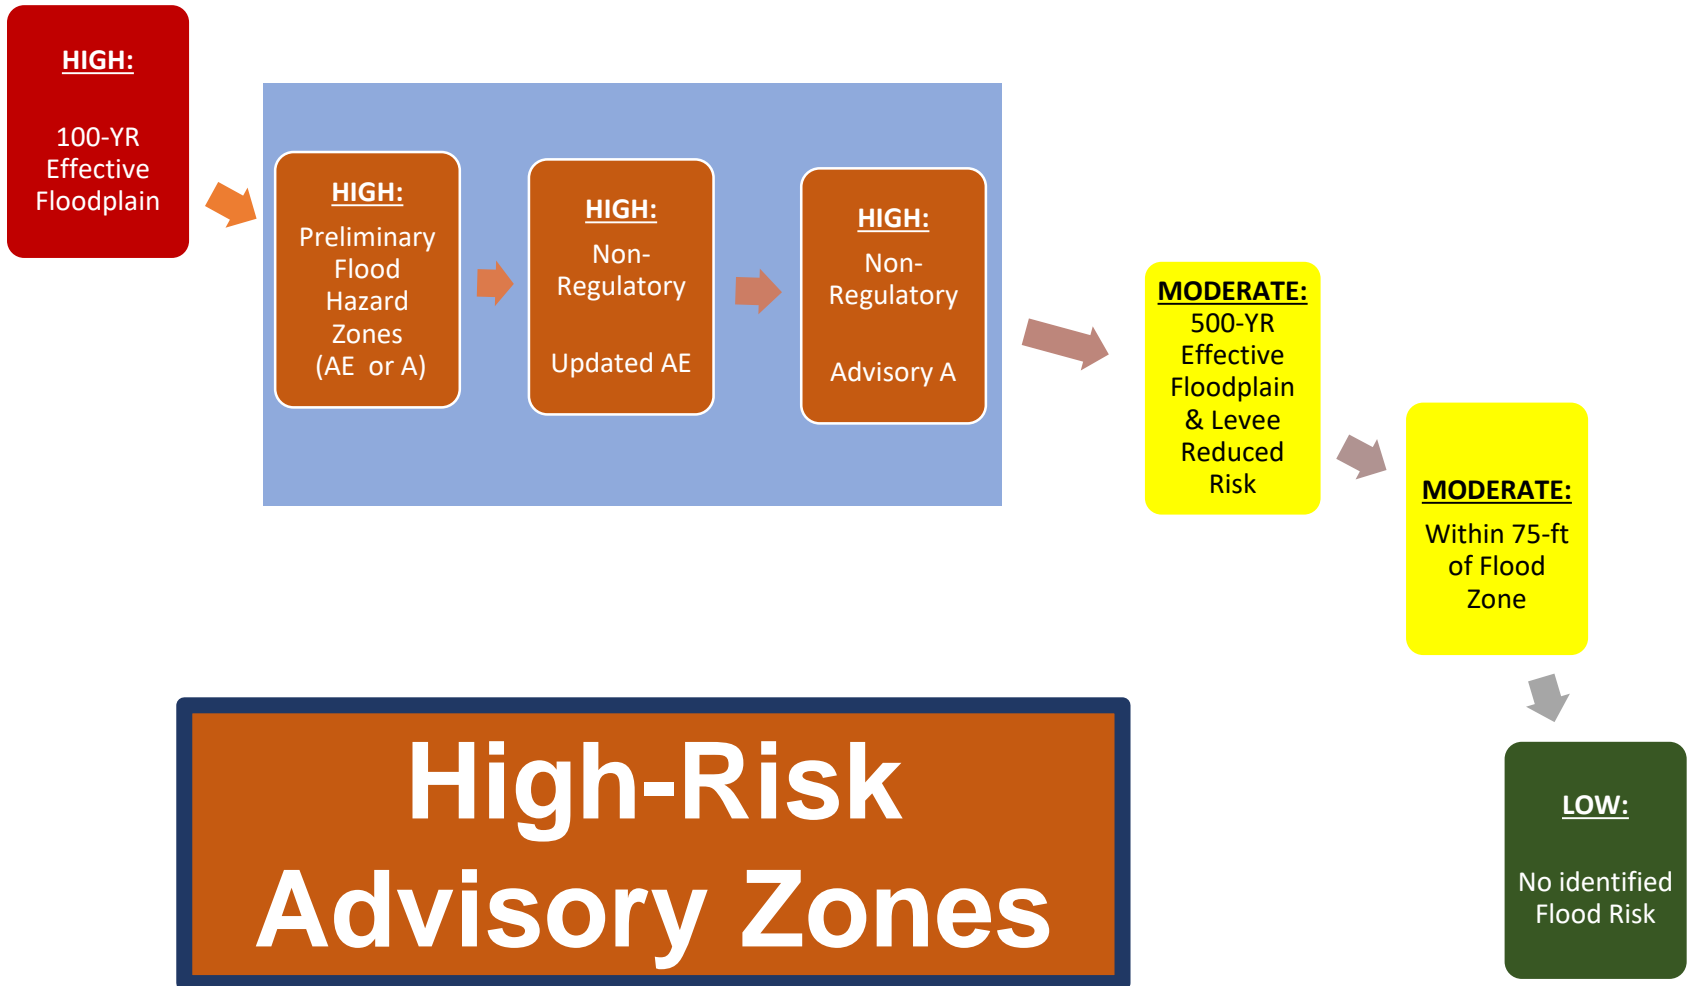 HIGH:
100-YR
Effective
Floodplain
HIGH:
Preliminary
Flood
Hazard
Zones
(AE or A)
HIGH:
Non-
Regulatory
Updated AE
HIGH:
Non-
Regulatory
Advisory A
MODERATE:
500-YR
Effective
Floodplain
& Levee
Reduced
Risk
MODERATE:
Within 75-ft
of Flood
Zone
LOW:
No identified
Flood Risk
High-Risk
Advisory Zones